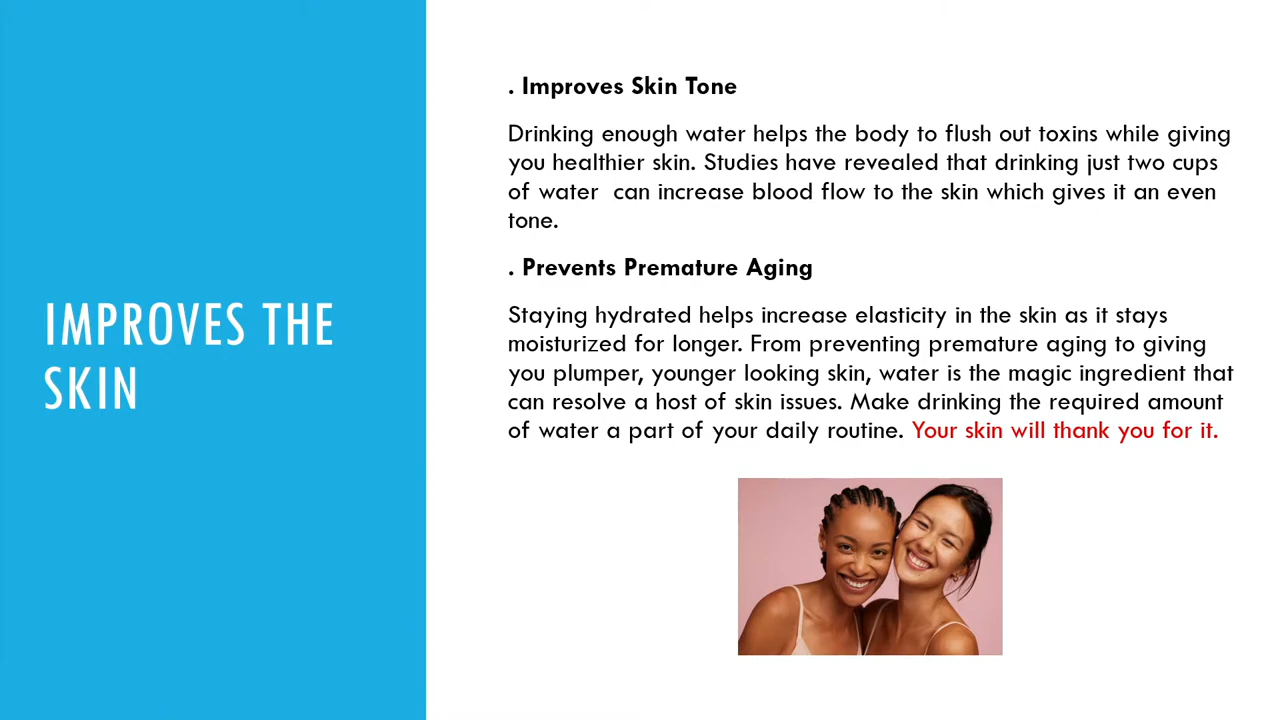 IMPROVES THE
SKIN
. Improves Skin Tone
Drinking enough water helps the body to flush out toxins while giving
you healthier skin. Studies have revealed that drinking just two cups
of water  can increase blood flow to the skin which gives it an even
tone.
. Prevents Premature Aging
Staying hydrated helps increase elasticity in the skin as it stays
moisturized for longer. From preventing premature aging to giving
you plumper, younger looking skin, water is the magic ingredient that
can resolve a host of skin issues. Make drinking the required amount
of water a part of your daily routine. Your skin will thank you for it.